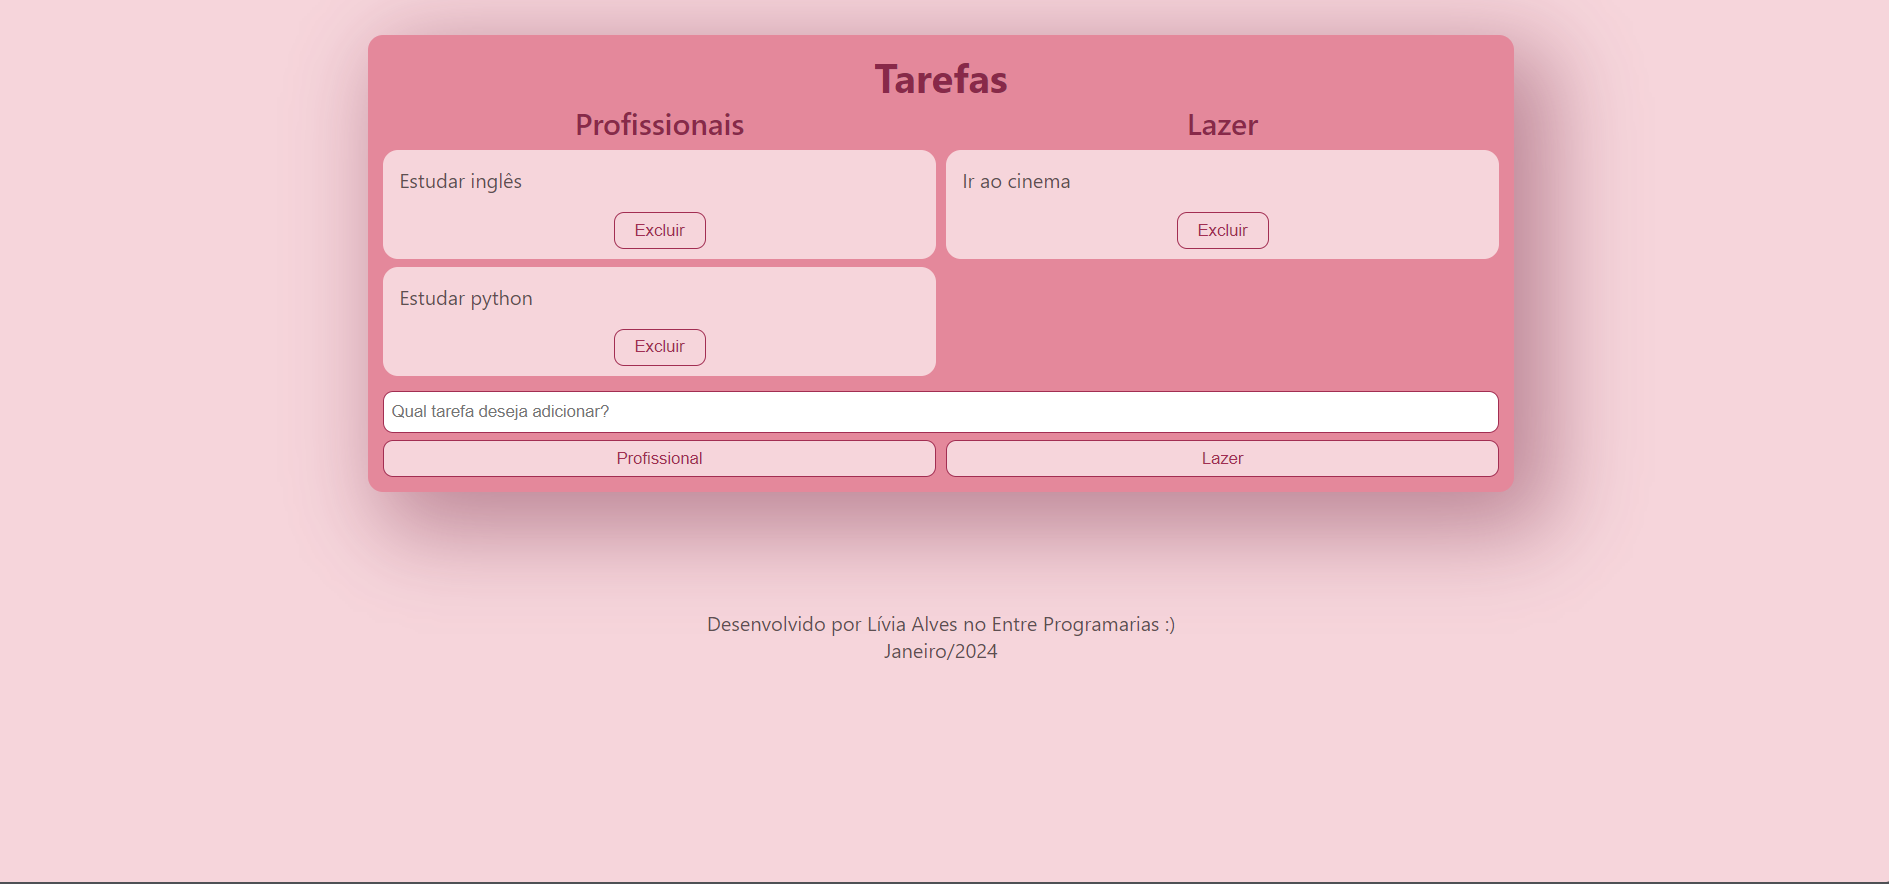 Tarefas
Profissionais
Lazer
Estudar inglês
Excluir
Ir ao cinema
Excluir
Estudar python
Excluir
Qual tarefa deseja adicionar?
Profissional
Lazer
Desenvolvido por Lívia Alves no Entre Programarias :)
Janeiro/2024